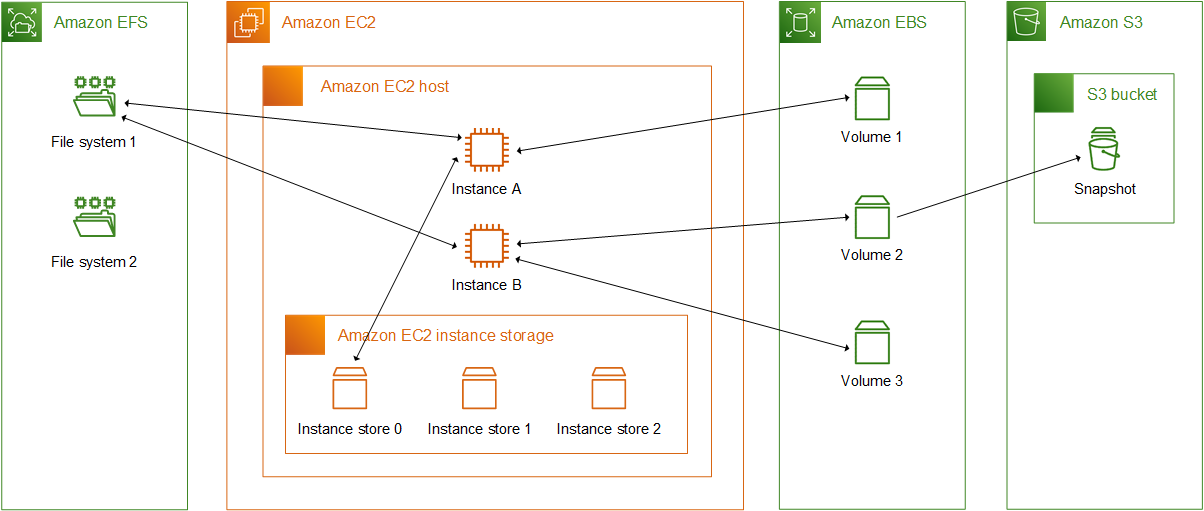 Amazon EFS
File system 1
File system 2
Amazon EC2
Amazon EC2 host
Instance A
Instance B
Amazon EC2 instance storage
Instance store 0
Instance store 1
Instance store 2
Amazon EBS
Volume 1
Volume 2
Volume 3
Amazon S3
S3 bucket
Snapshot